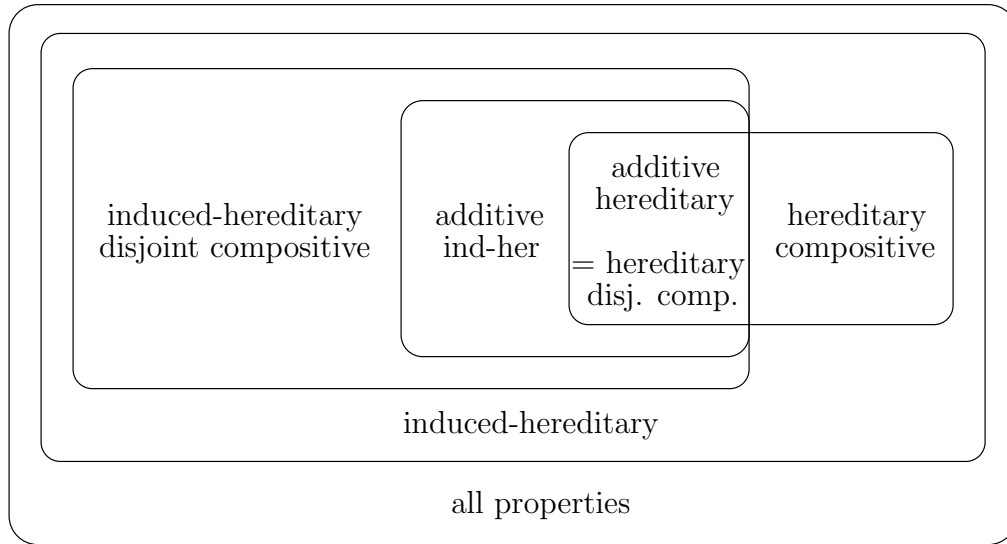 induced-hereditary
disjoint compositive
additive
ind-her
additive
hereditary
= hereditary
disj. comp.
hereditary
compositive
induced-hereditary
all properties